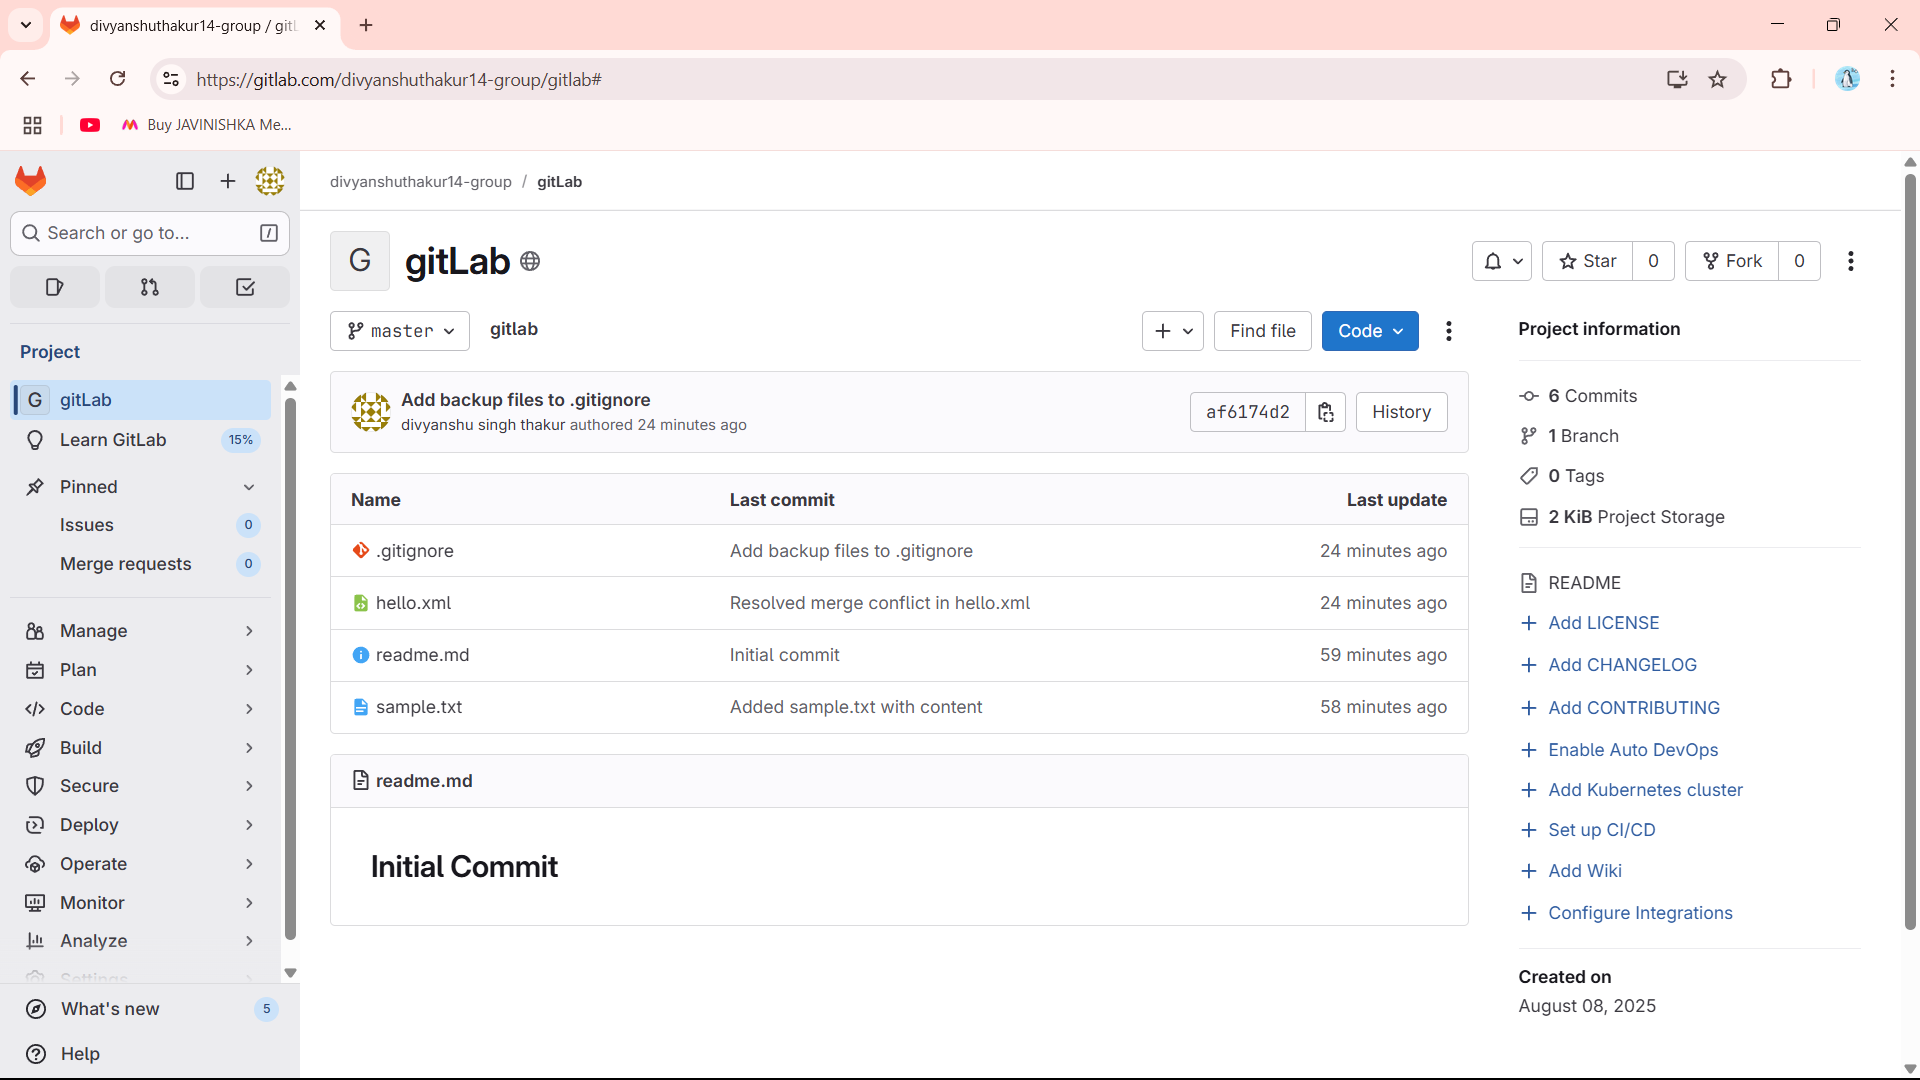 divyanshuthakur14-group / gitL
https://gitlab.com/divyanshuthakur14-group/gitlab#
Buy JAVINISHKA Me...
divyanshuthakur14-group / gitLab
Search or go to... /
G gitLab
Star 0
Fork 0
Project
G gitLab
Learn GitLab 15%
Pinned
Issues 0
Merge requests 0
Manage
Plan
Code
Build
Secure
Deploy
Operate
Monitor
Analyze
Settings
What's new 5
Help
master gitlab
Find file
Code
Add backup files to .gitignore
divyanshu singh thakur authored 24 minutes ago
af6174d2
History
Name Last commit Last update
.gitignore Add backup files to .gitignore 24 minutes ago
hello.xml Resolved merge conflict in hello.xml 24 minutes ago
readme.md Initial commit 59 minutes ago
sample.txt Added sample.txt with content 58 minutes ago
readme.md
Initial Commit
Project information
6 Commits
1 Branch
0 Tags
2 KiB Project Storage
README
Add LICENSE
Add CHANGELOG
Add CONTRIBUTING
Enable Auto DevOps
Add Kubernetes cluster
Set up CI/CD
Add Wiki
Configure Integrations
Created on
August 08, 2025